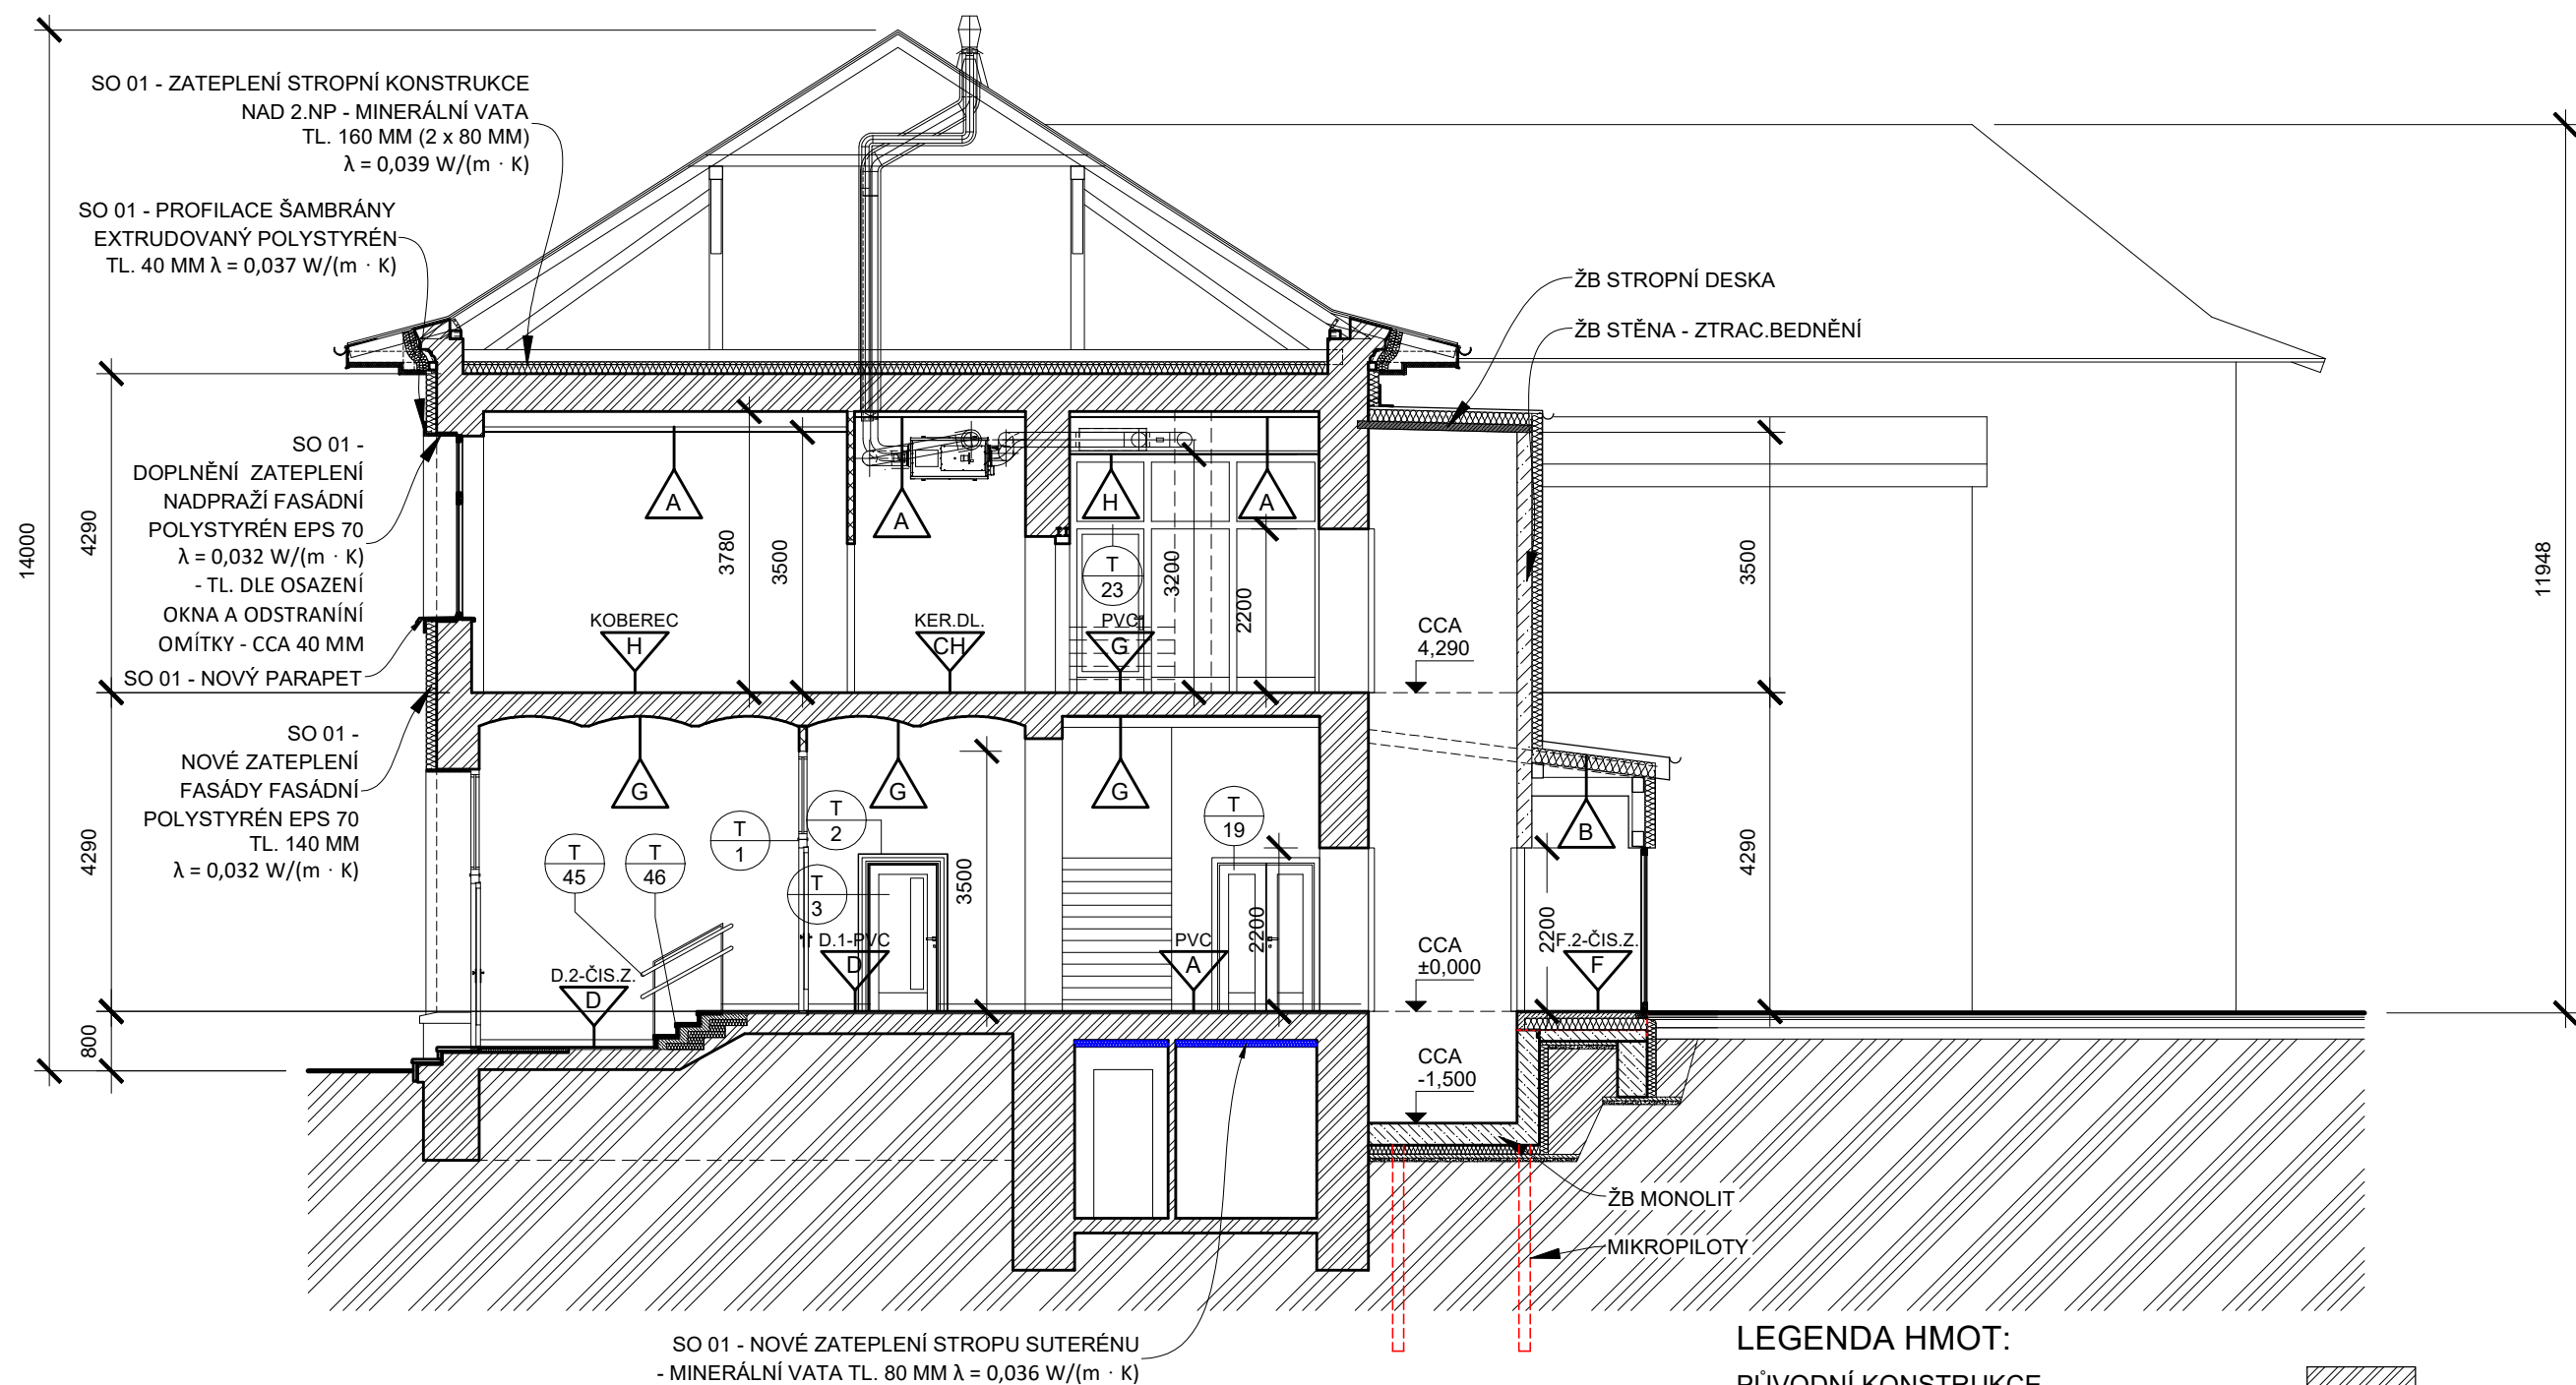 SO 01 - ZATEPLENÍ STROPNÍ KONSTRUKCE
NAD 2.NP - MINERÁLNÍ VATA
TL. 160 MM (2 x 80 MM)
λ = 0,039 W/(m · K)
SO 01 - PROFILACE ŠAMBRÁNY
EXTRUDOVANÝ POLYSTYRÉN
TL. 40 MM λ = 0,037 W/(m · K)
SO 01 -
DOPLNĚNÍ ZATEPLENÍ
NADPRAŽÍ FASÁDNÍ
POLYSTYRÉN EPS 70
λ = 0,032 W/(m · K)
- TL. DLE OSAZENÍ
OKNA A ODSTRANÍNÍ
OMÍTKY - CCA 40 MM
SO 01 - NOVÝ PARAPET
SO 01 -
NOVÉ ZATEPLENÍ
FASÁDY FASÁDNÍ
POLYSTYRÉN EPS 70
TL. 140 MM
λ = 0,032 W/(m · K)
14000
4290
4290
800
ŽB STROPNÍ DESKA
ŽB STĚNA - ZTRAC.BEDNĚNÍ
A
A
H
A
3780
3500
T
23
3200
2200
3500
11948
KOBEREC
H
KER.DL.
CH
PVC
G
CCA
4,290
G
G
G
B
T
45
T
46
T
1
T
2
T
3
T
19
3500
2200
2200
4290
D.2-ČIS.Z.
D
D.1-PVC
D
PVC
A
F.2-ČIS.Z.
F
CCA
±0,000
CCA
-1,500
ŽB MONOLIT
MIKROPILOTY
SO 01 - NOVÉ ZATEPLENÍ STROPU SUTERÉNU
- MINERÁLNÍ VATA TL. 80 MM λ = 0,036 W/(m · K)
LEGENDA HMOT:
PŮVODNÍ KONSTRUKCE